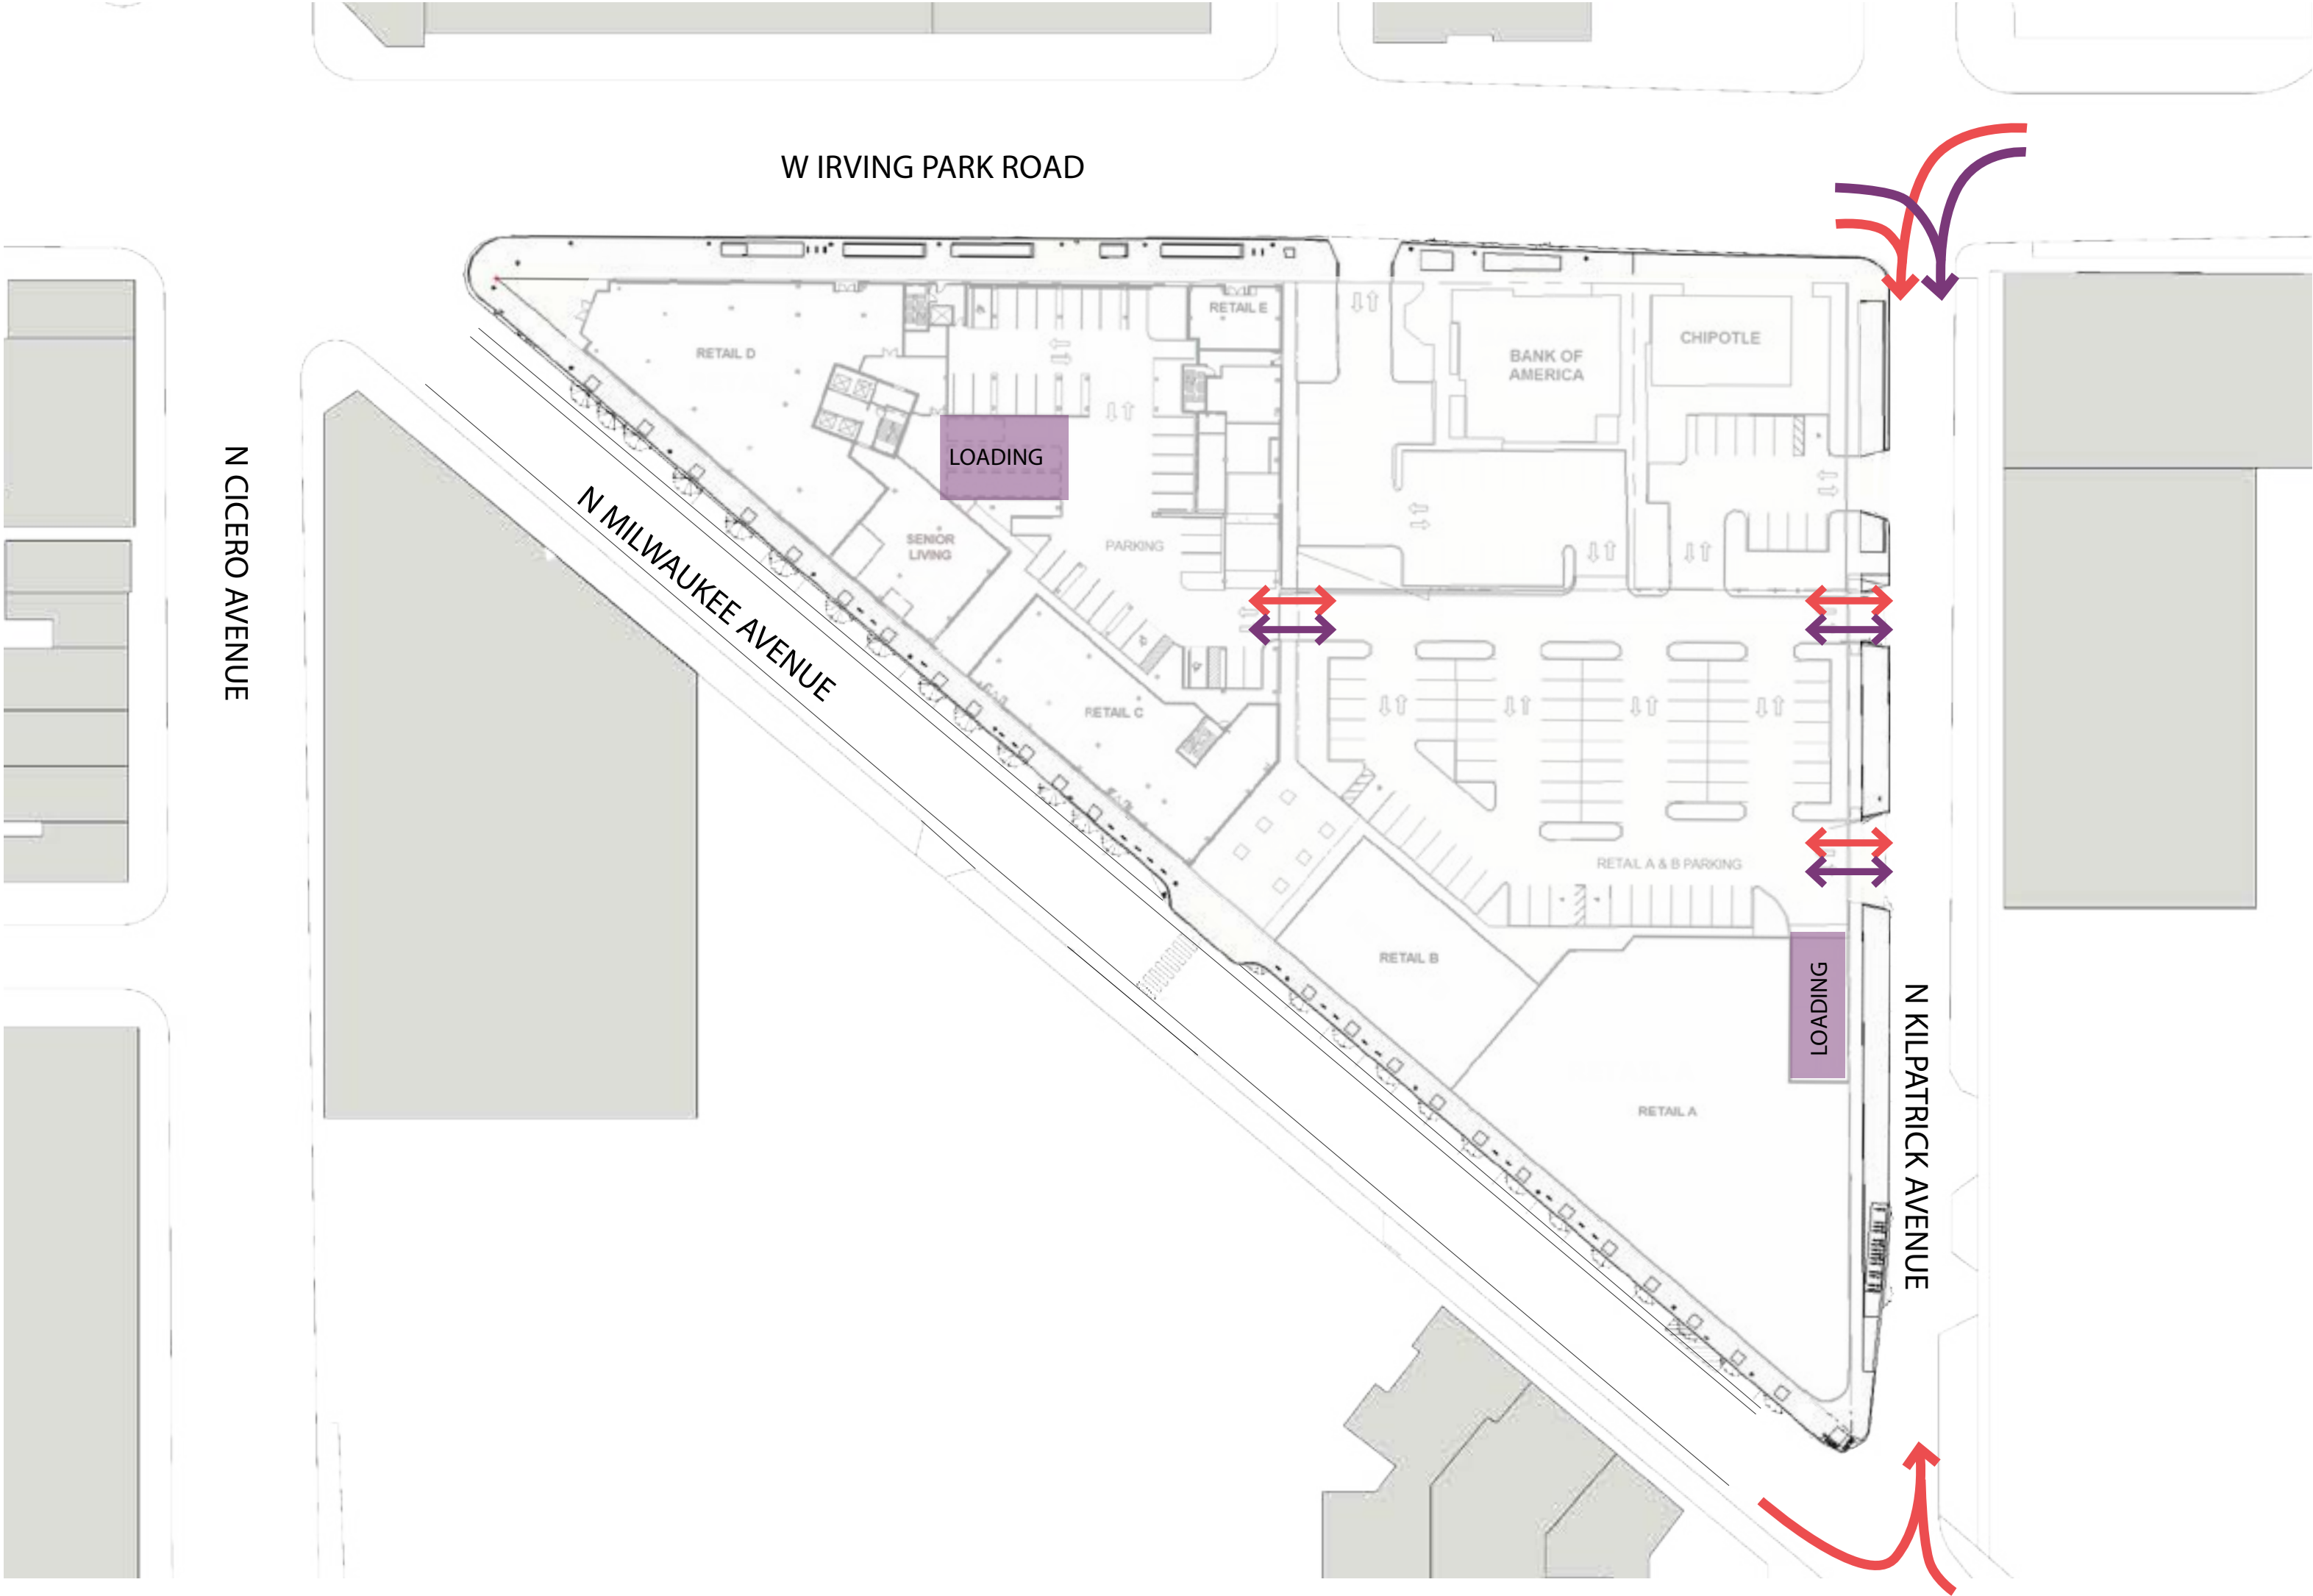 W IRVING PARK ROAD
RETAIL E
RETAIL D
CHIPOTLE
BANK OF
AMERICA
LOADING
N CICERO AVENUE
N MILWAUKEE AVENUE
SENIOR
LIVING
PARKING
RETAIL C
RETAIL A & B PARKING
RETAIL B
LOADING
N KILPATRICK AVENUE
RETAIL A